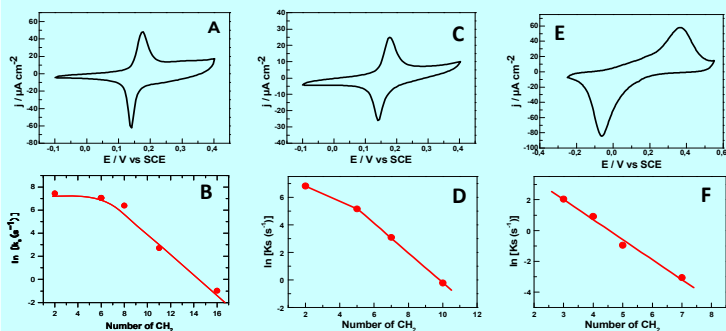 A
j / µA cm-2
60
40
20
0
-20
-40
-60
-80
-0,1 0,0 0,1 0,2 0,3 0,4
E / V vs SCE
C
j / µA cm-2
40
30
20
10
0
-10
-20
-30
-40
-0,1 0,0 0,1 0,2 0,3 0,4
E / V vs SCE
E
j / µA cm-2
80
60
40
20
0
-20
-40
-60
-80
-100
-0,4 -0,2 0,0 0,2 0,4 0,6
E / V vs SCE
B
ln [ks(s-1)]
8
6
4
2
0
-2
2 4 6 8 10 12 14 16
Number of CH2
D
ln [Ks (s-1)]
6
4
2
0
-2
2 4 6 8 10 12
Number of CH2
F
ln [Ks (s-1)]
2
0
-2
-4
2 3 4 5 6 7 8
Number of CH2